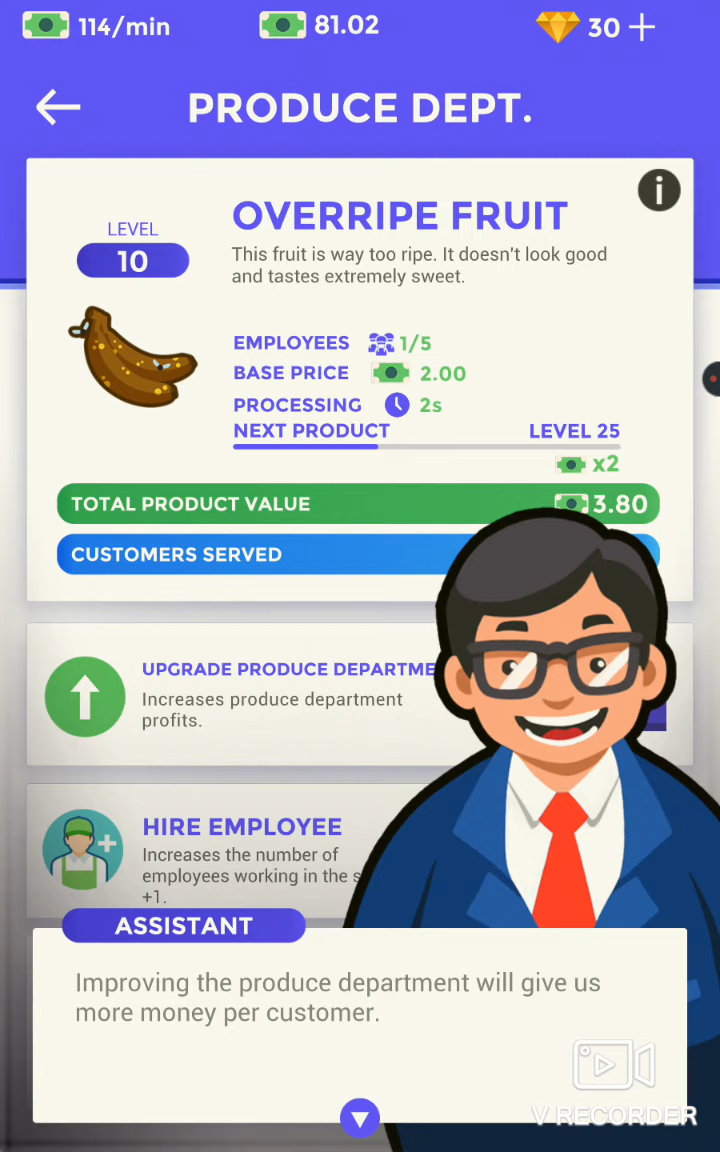 114/min 81.02 30 +
PRODUCE DEPT.
OVERRIPE FRUIT
LEVEL
10
This fruit is way too ripe. It doesn't look good
and tastes extremely sweet.
EMPLOYEES 1/5
BASE PRICE 2.00
PROCESSING 2s
NEXT PRODUCT LEVEL 25
x2
TOTAL PRODUCT VALUE 3.80
CUSTOMERS SERVED
UPGRADE PRODUCE DEPARTME
Increases produce department
profits.
HIRE EMPLOYEE
Increases the number of
employees working in the s
+1.
ASSISTANT
Improving the produce department will give us
more money per customer.
V RECORDER